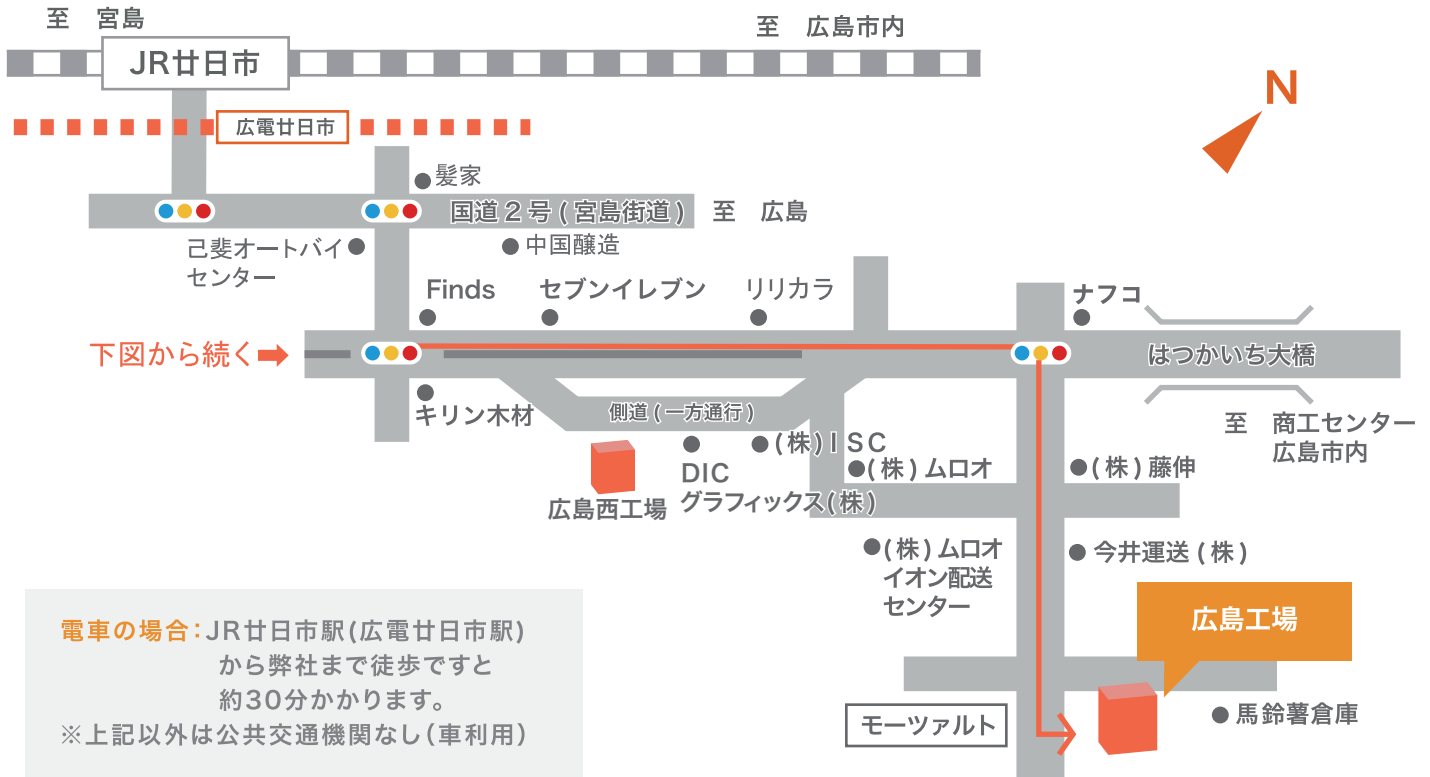 至　宮島
至　広島市内
JR廿日市
N
広電廿日市
髪家
国道2号(宮島街道)
至　広島
己斐オートバイ
センター
中国醸造
Finds
セブンイレブン
リリカラ
ナフコ
下図から続く
はつかいち大橋
キリン木材
側道(一方通行)
至　商工センター
広島市内
(株)ISC
DIC
グラフィックス(株)
(株)ムロオ
(株)藤伸
広島西工場
(株)ムロオ
イオン配送
センター
今井運送(株)
広島工場
電車の場合：JR廿日市駅(広電廿日市駅)
から弊社まで徒歩ですと
約30分かかります。
※上記以外は公共交通機関なし(車利用)
モーツァルト
馬鈴薯倉庫